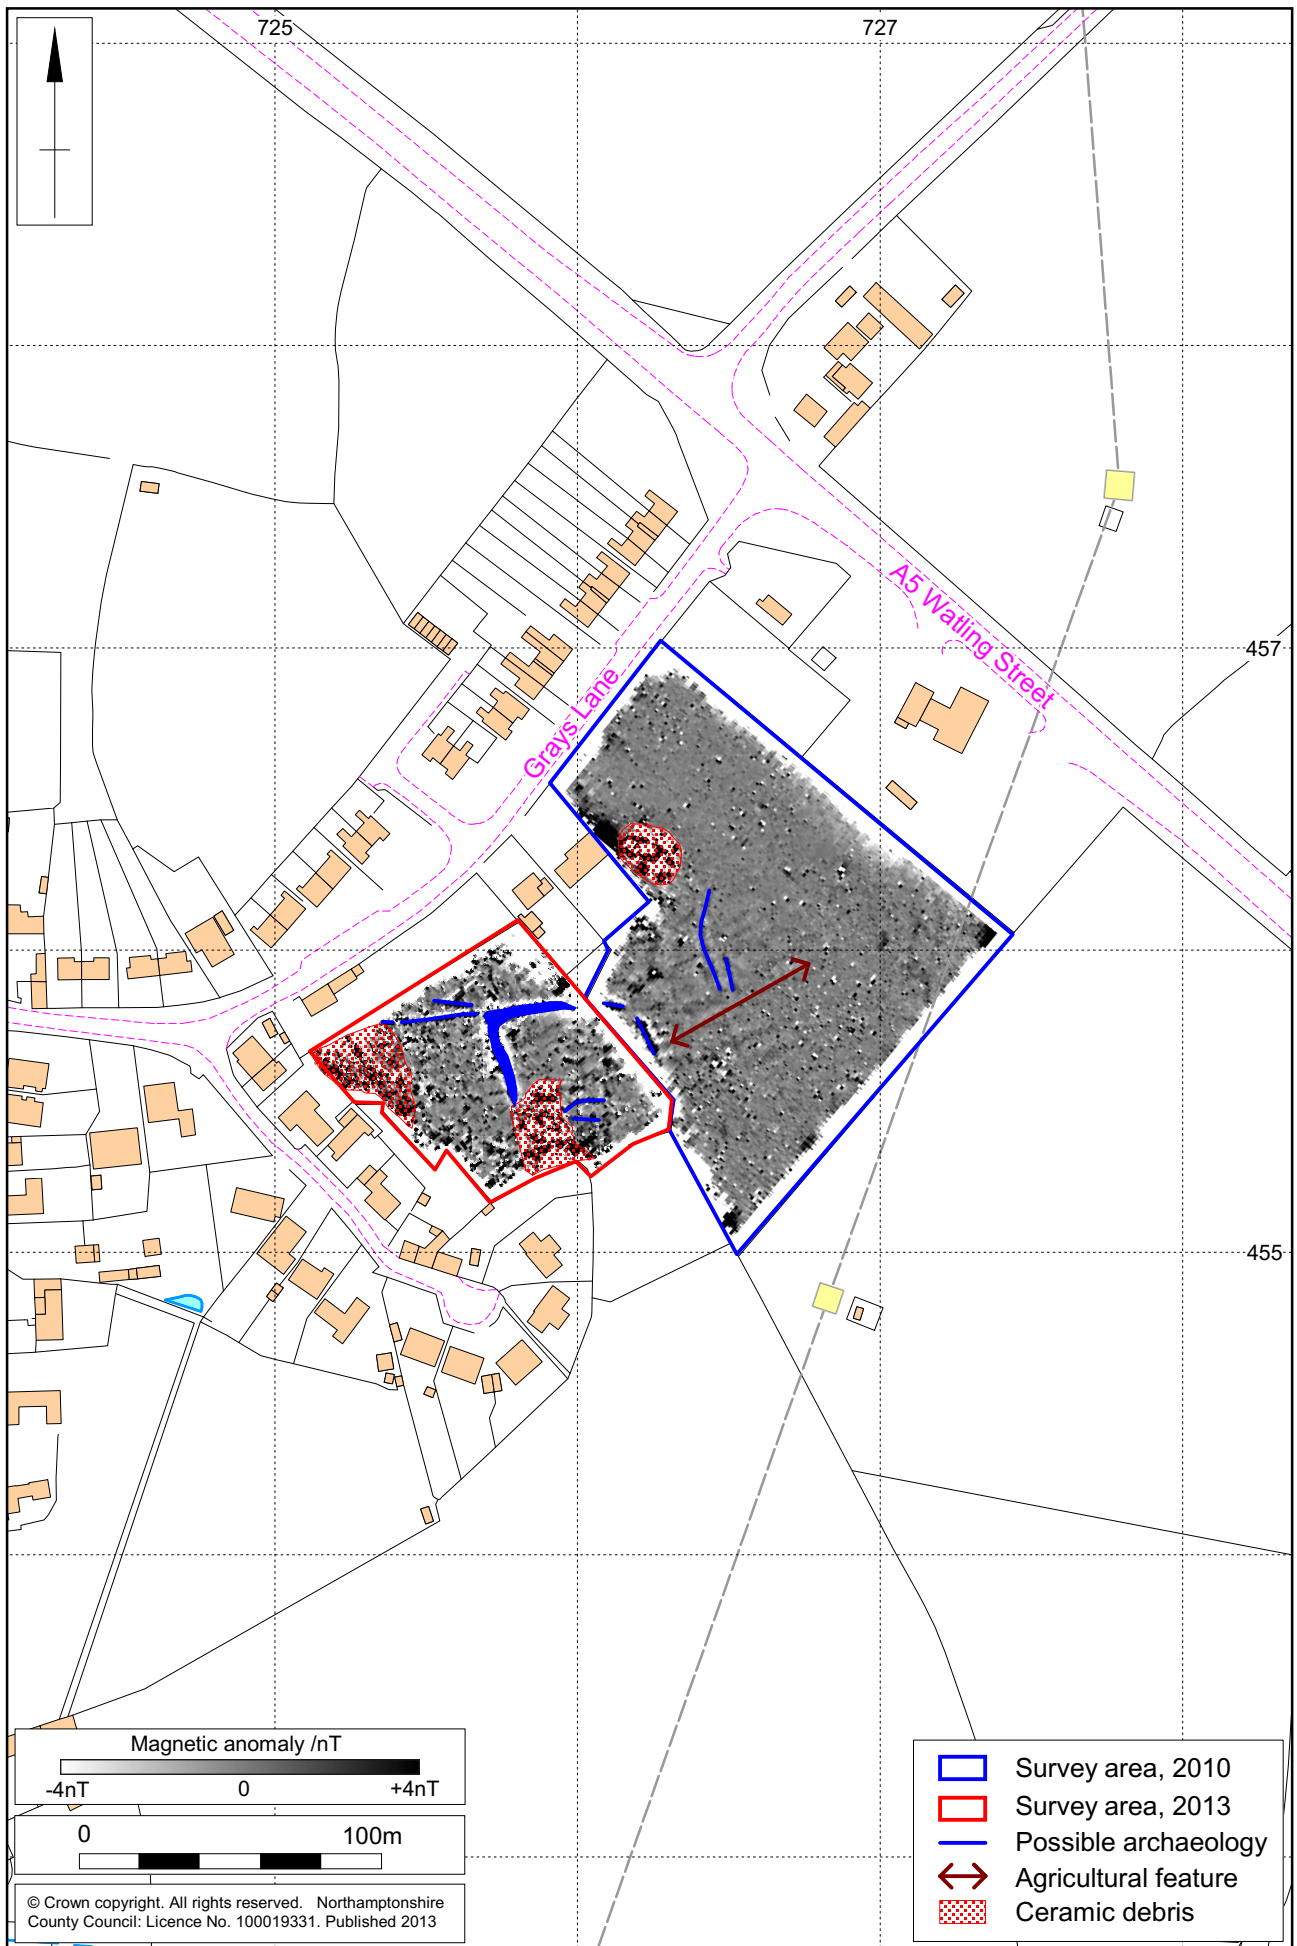 725
727
A5 Watling Street
457
Grays Lane
455
Magnetic anomaly /nT
-4nT 0 +4nT
0 100m
© Crown copyright. All rights reserved. Northamptonshire
County Council: Licence No. 100019331. Published 2013
Survey area, 2010
Survey area, 2013
Possible archaeology
Agricultural feature
Ceramic debris